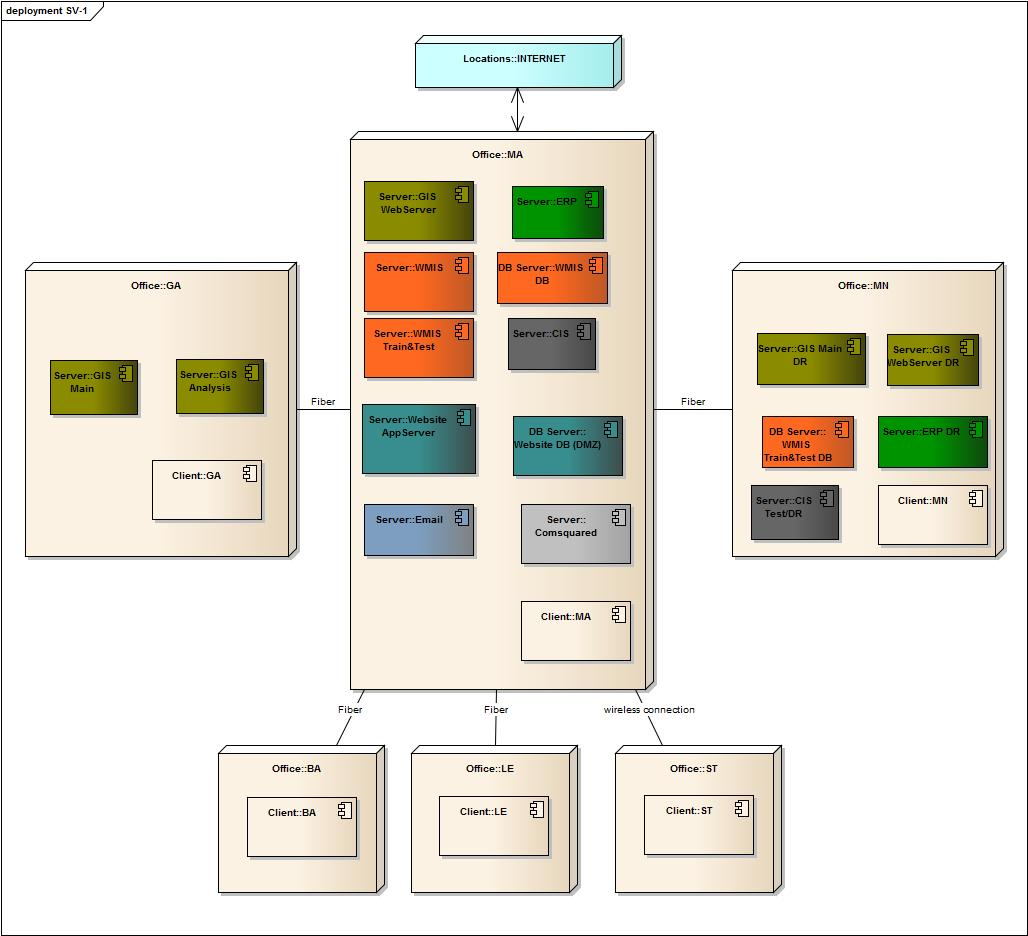 deployment SV-1
Locations::INTERNET
Office::MA
Server::GIS
WebServer
Server::ERP
Server::WMIS
DB Server::WMIS
DB
Server::WMIS
Train&Test
Server::CIS
Server::Website
AppServer
DB Server::
Website DB (DMZ)
Server::Email
Server::
Comsquared
Client::MA
Office::GA
Server::GIS
Main
Server::GIS
Analysis
Client::GA
Fiber
Fiber
Office::MN
Server::GIS Main
DR
Server::GIS
WebServer DR
DB Server::
WMIS
Train&Test DB
Server::ERP DR
Server::CIS
Test/DR
Client::MN
Fiber
Fiber
wireless connection
Office::BA
Client::BA
Office::LE
Client::LE
Office::ST
Client::ST